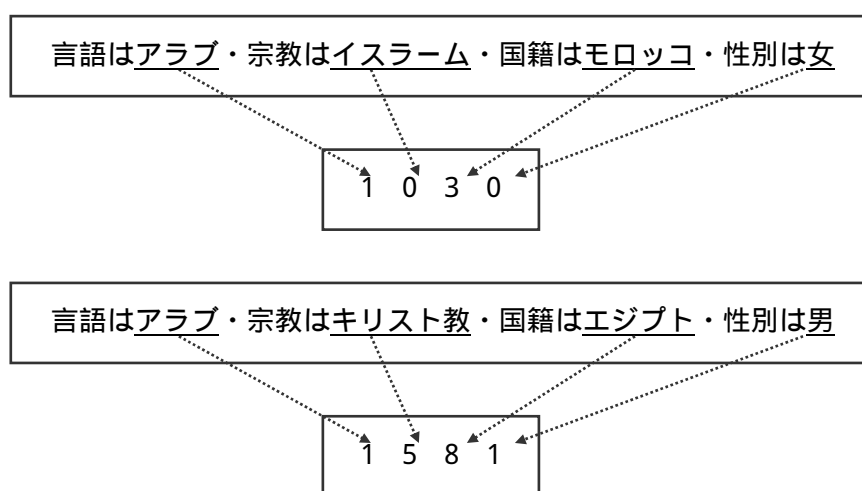 言語はアラブ・宗教はイスラーム・国籍はモロッコ・性別は女
1 0 3 0
言語はアラブ・宗教はキリスト教・国籍はエジプト・性別は男
1 5 8 1